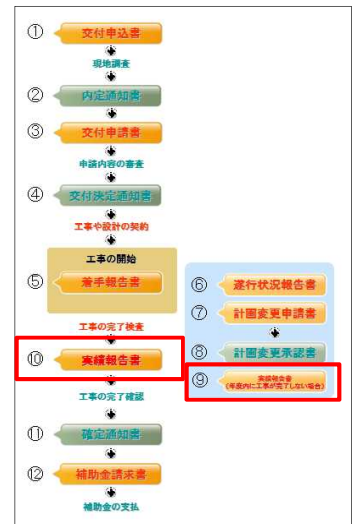 ① 交付申込書
現地調査
② 内定通知書
③ 交付申請書
申請内容の審査
④ 交付決定通知書
工事や設計の契約
工事の開始
⑤ 着手報告書
⑥ 遂行状況報告書
⑦ 計画変更申請書
⑧ 計画変更承認書
⑨ 実績報告書
(年度内に工事が完了しない場合)
工事の完了検査
⑩ 実績報告書
工事の完了確認
⑪ 確定通知書
⑫ 補助金請求書
補助金の支払